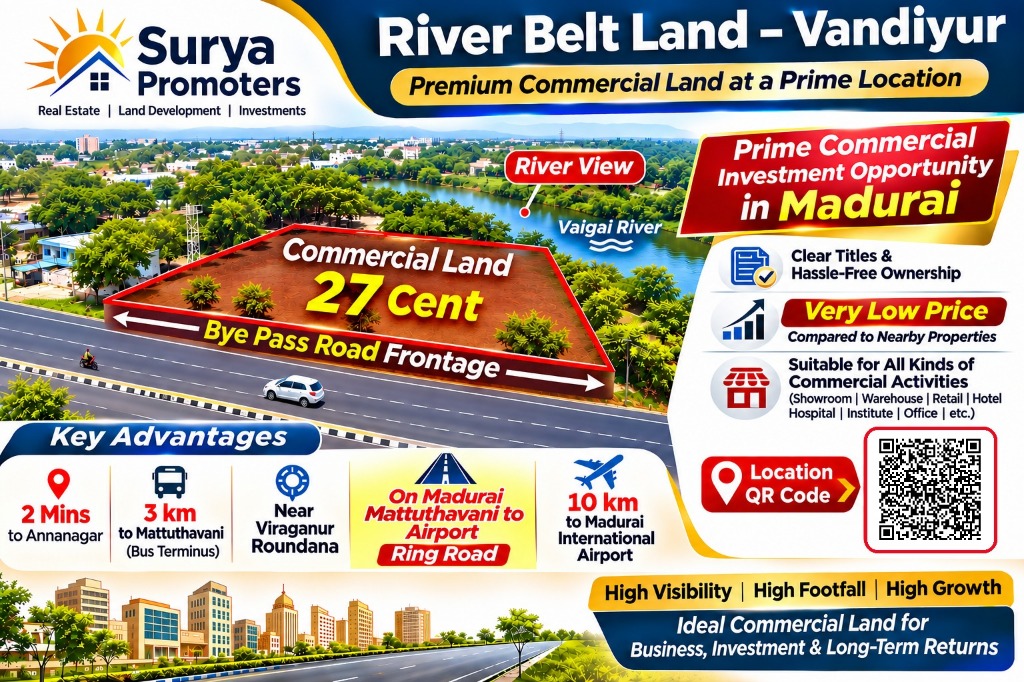 Surya
Promoters
Real Estate | Land Development | Investments
River Belt Land – Vandiyur
Premium Commercial Land at a Prime Location
River View
Vaigai River
Commercial Land
27 Cent
Bye Pass Road Frontage
Prime Commercial
Investment Opportunity
in Madurai
Clear Titles &
Hassle-Free Ownership
Very Low Price
Compared to Nearby Properties
Suitable for All Kinds of
Commercial Activities
(Showroom | Warehouse | Retail | Hotel
Hospital | Institute | Office | etc.)
Location
QR Code
Key Advantages
2 Mins
to Annanagar
3 km
to Mattuthavani
(Bus Terminus)
Near
Viraganur
Roundana
On Madurai
Mattuthavani to
Airport
Ring Road
10 km
to Madurai
International
Airport
High Visibility | High Footfall | High Growth
Ideal Commercial Land for
Business, Investment & Long-Term Returns